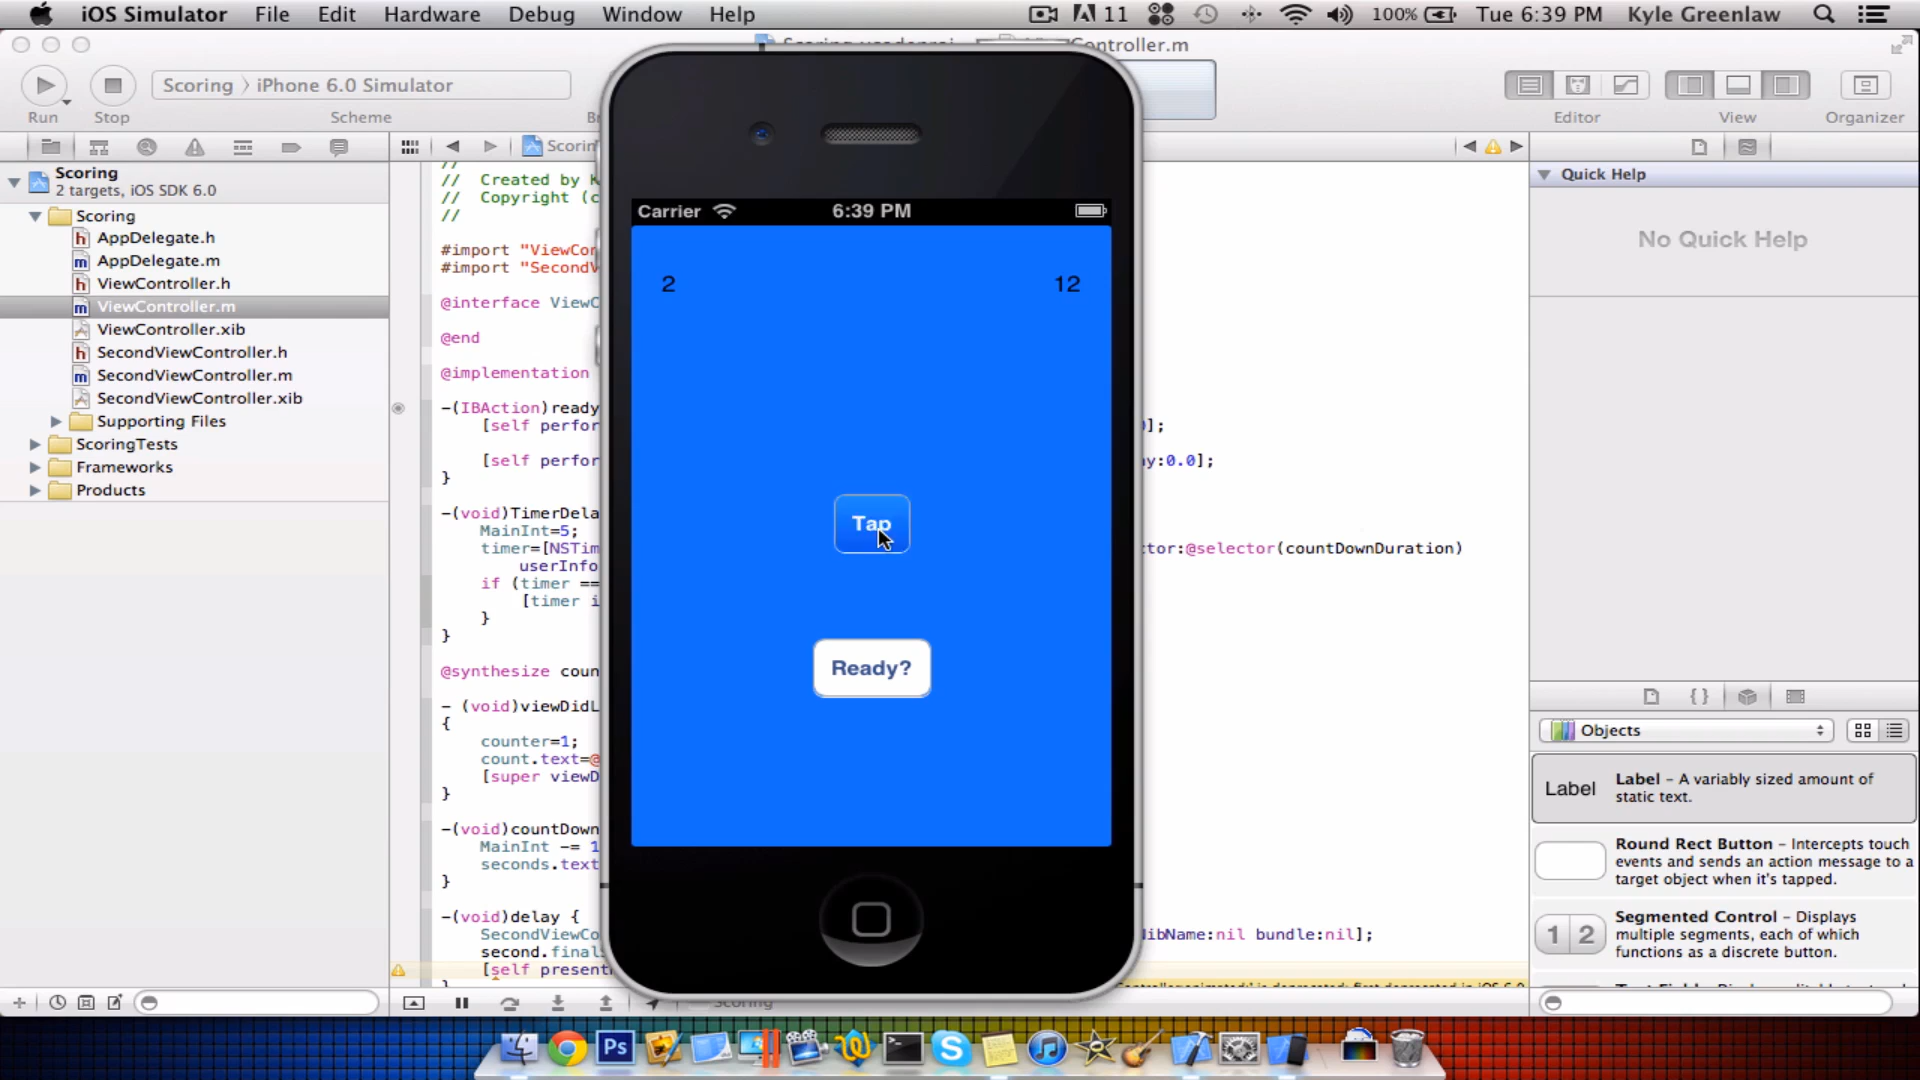 iOS Simulator File Edit Hardware Debug Window Help 11 100% Tue 6:39 PM Kyle Greenlaw
Controller.m
Scoring 〉 iPhone 6.0 Simulator
Run Stop Scheme Editor View Organizer
Scoring
2 targets, iOS SDK 6.0
Scoring
AppDelegate.h
AppDelegate.m
ViewController.h
ViewController.m
ViewController.xib
SecondViewController.h
SecondViewController.m
SecondViewController.xib
Supporting Files
ScoringTests
Frameworks
Products
//
// Created by K
// Copyright (c
//
#import "ViewCon
#import "SecondV
@interface ViewC
@end
@implementation
-(IBAction)ready
[self perfor
];
[self perfor
y:0.0];
}
-(void)TimerDela
MainInt=5;
timer=[NSTim
tor:@selector(countDownDuration)
userInfo
if (timer ==
[timer i
}
}
@synthesize coun
- (void)viewDidL
{
counter=1;
count.text=@
[super viewD
}
-(void)countDown
MainInt -= 1
seconds.text
}
-(void)delay {
SecondViewCo
NibName:nil bundle:nil];
second.final
[self present
Carrier 6:39 PM
2 12
Tap
Ready?
Quick Help
No Quick Help
Objects
Label
Label – A variably sized amount of
static text.
Round Rect Button – Intercepts touch
events and sends an action message to a
target object when it's tapped.
1 2
Segmented Control – Displays
multiple segments, each of which
functions as a discrete button.
Scoring
Ps